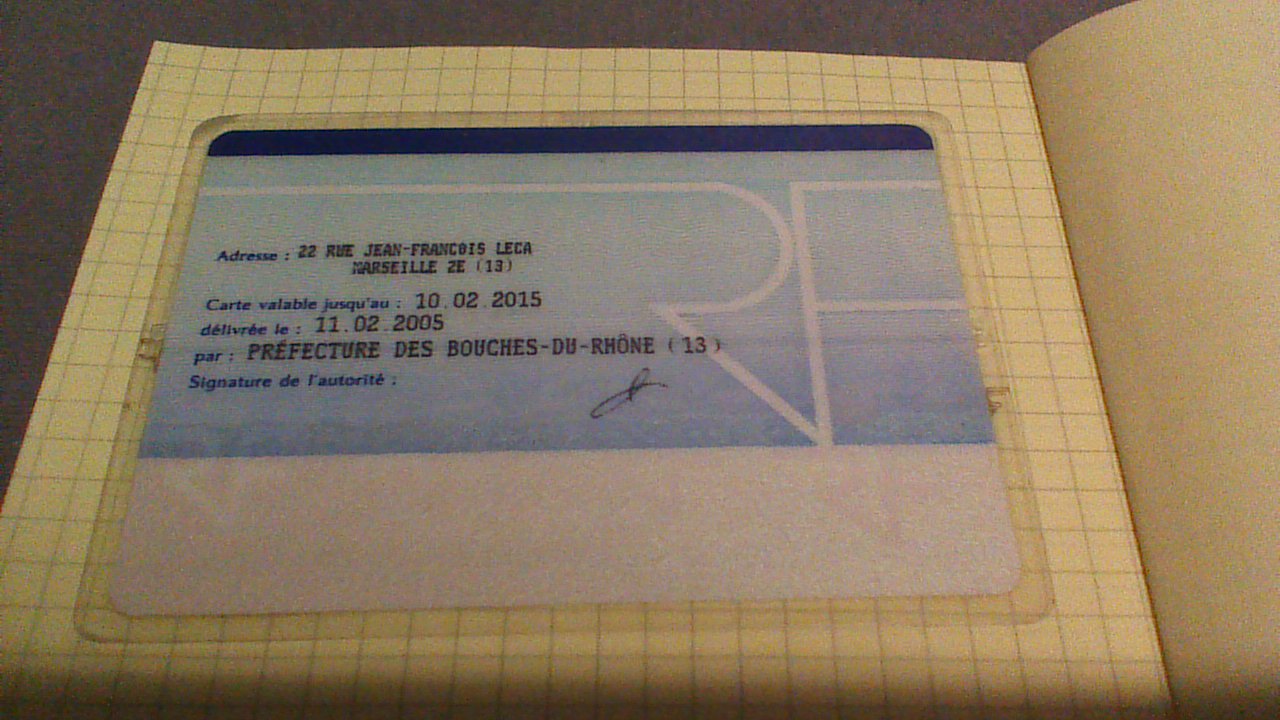 Adresse : 22 RUE JEAN-FRANCOIS LECA
MARSEILLE 2E (13)
Carte valable jusqu'au : 10.02.2015
délivrée le : 11.02.2005
par : PRÉFECTURE DES BOUCHES-DU-RHÔNE (13)
Signature de l'autorité :
RE